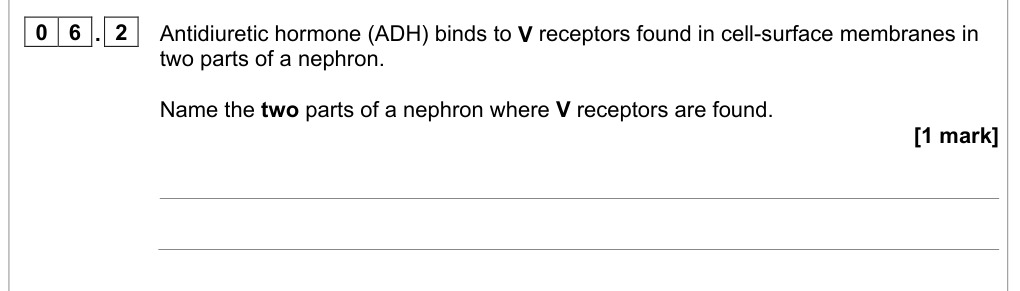 0 6 . 2 Antidiuretic hormone (ADH) binds to V receptors found in cell-surface membranes in
two parts of a nephron.
Name the two parts of a nephron where V receptors are found.
[1 mark]